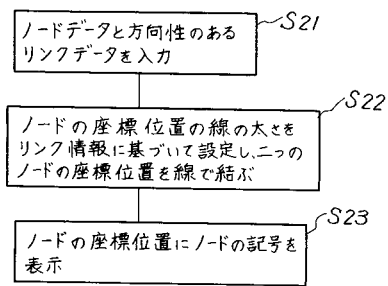 S21
ノードデータと方向性のある
リンクデータを入力
S22
ノードの座標位置の線の太さを
リンク情報に基づいて設定し、二つの
ノードの座標位置を線で結ぶ
S23
ノードの座標位置にノードの記号を
表示